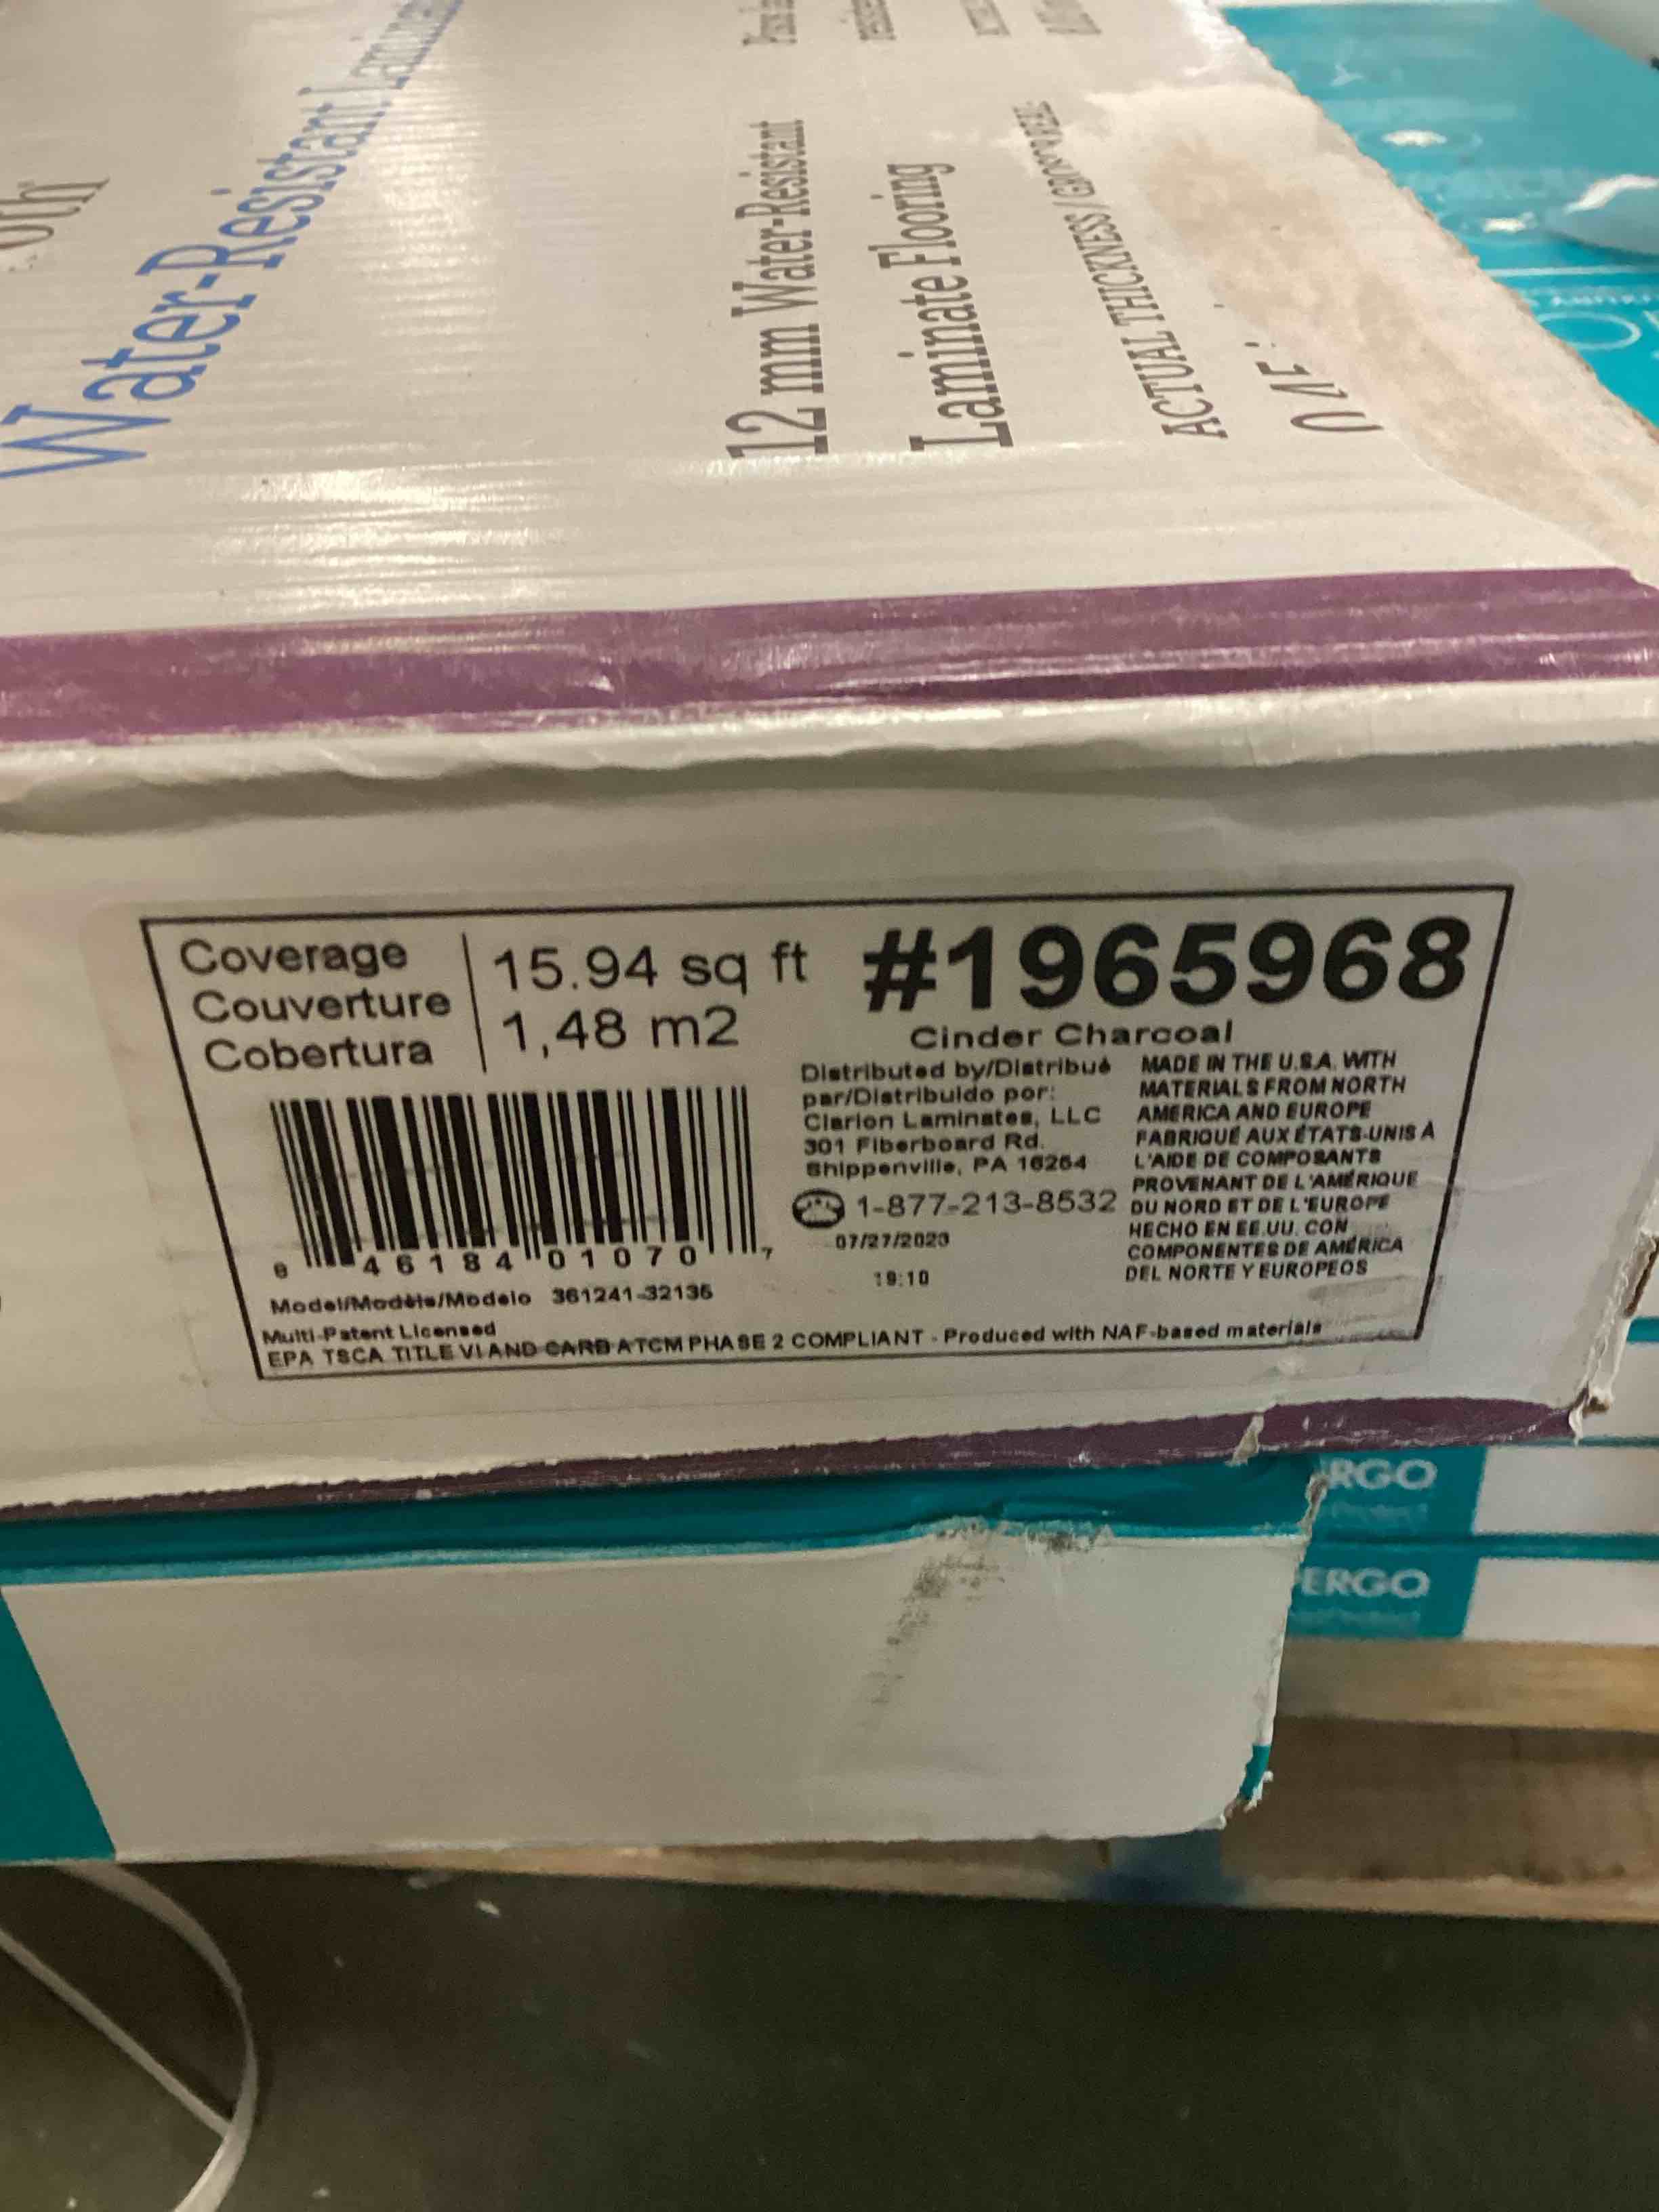 Water-Resistant Laminate
12 mm Water-Resistant
Laminate Flooring
ACTUAL THICKNESS /
Coverage
Couverture
Cobertura
15.94 sq ft
1,48 m2
#1965968
Cinder Charcoal
Distributed by/Distribué
par/Distribuido por:
Clarion Laminates, LLC
301 Fiberboard Rd.
Shippenville, PA 16254
1-877-213-8532
07/27/2023
19:10
MADE IN THE U.S.A. WITH
MATERIALS FROM NORTH
AMERICA AND EUROPE
FABRIQUÉ AUX ÉTATS-UNIS À
L'AIDE DE COMPOSANTS
PROVENANT DE L'AMÉRIQUE
DU NORD ET DE L'EUROPE
HECHO EN EE.UU. CON
COMPONENTES DE AMÉRICA
DEL NORTE Y EUROPEOS
46184 01070 7
Model/Modèle/Modelo 361241-32135
Multi-Patent Licensed
EPA TSCA TITLE VI AND CARB ATCM PHASE 2 COMPLIANT - Produced with NAF-based materials
RGO
ERGO